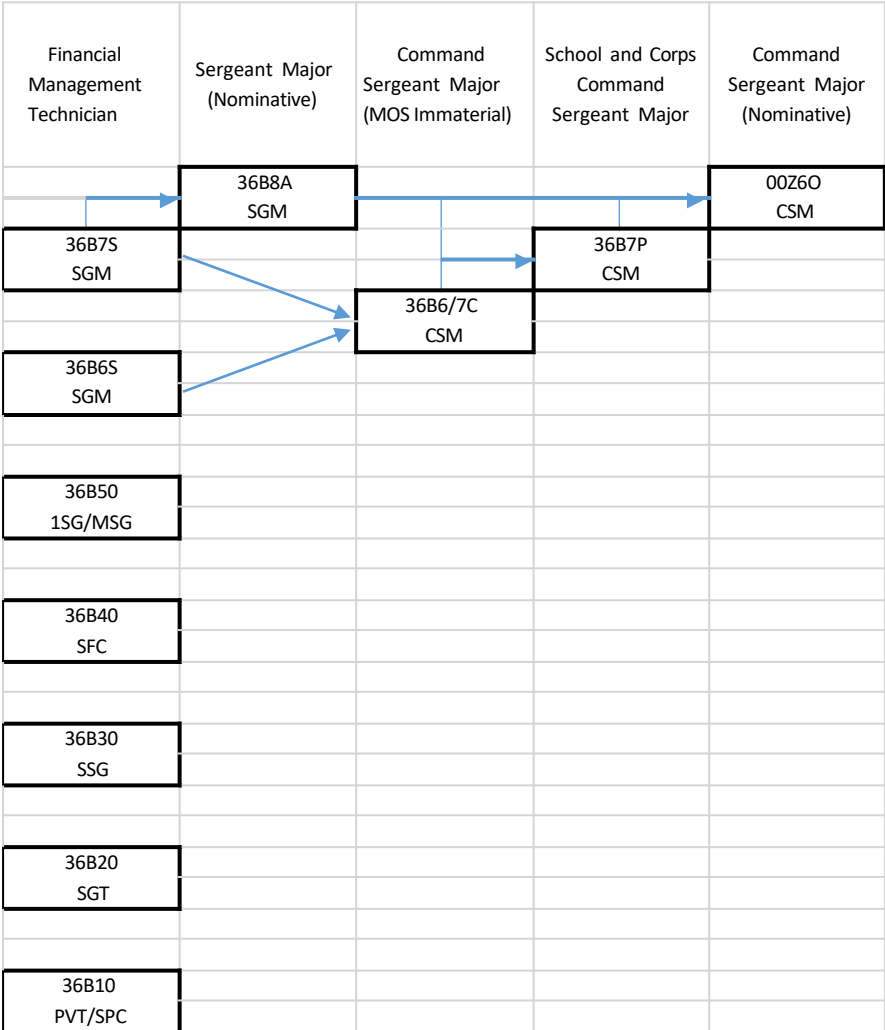 Financial
Management
Technician
Sergeant Major
(Nominative)
Command
Sergeant Major
(MOS Immaterial)
School and Corps
Command
Sergeant Major
Command
Sergeant Major
(Nominative)
36B8A
SGM
00Z6O
CSM
36B7S
SGM
36B7P
CSM
36B6/7C
CSM
36B6S
SGM
36B50
1SG/MSG
36B40
SFC
36B30
SSG
36B20
SGT
36B10
PVT/SPC